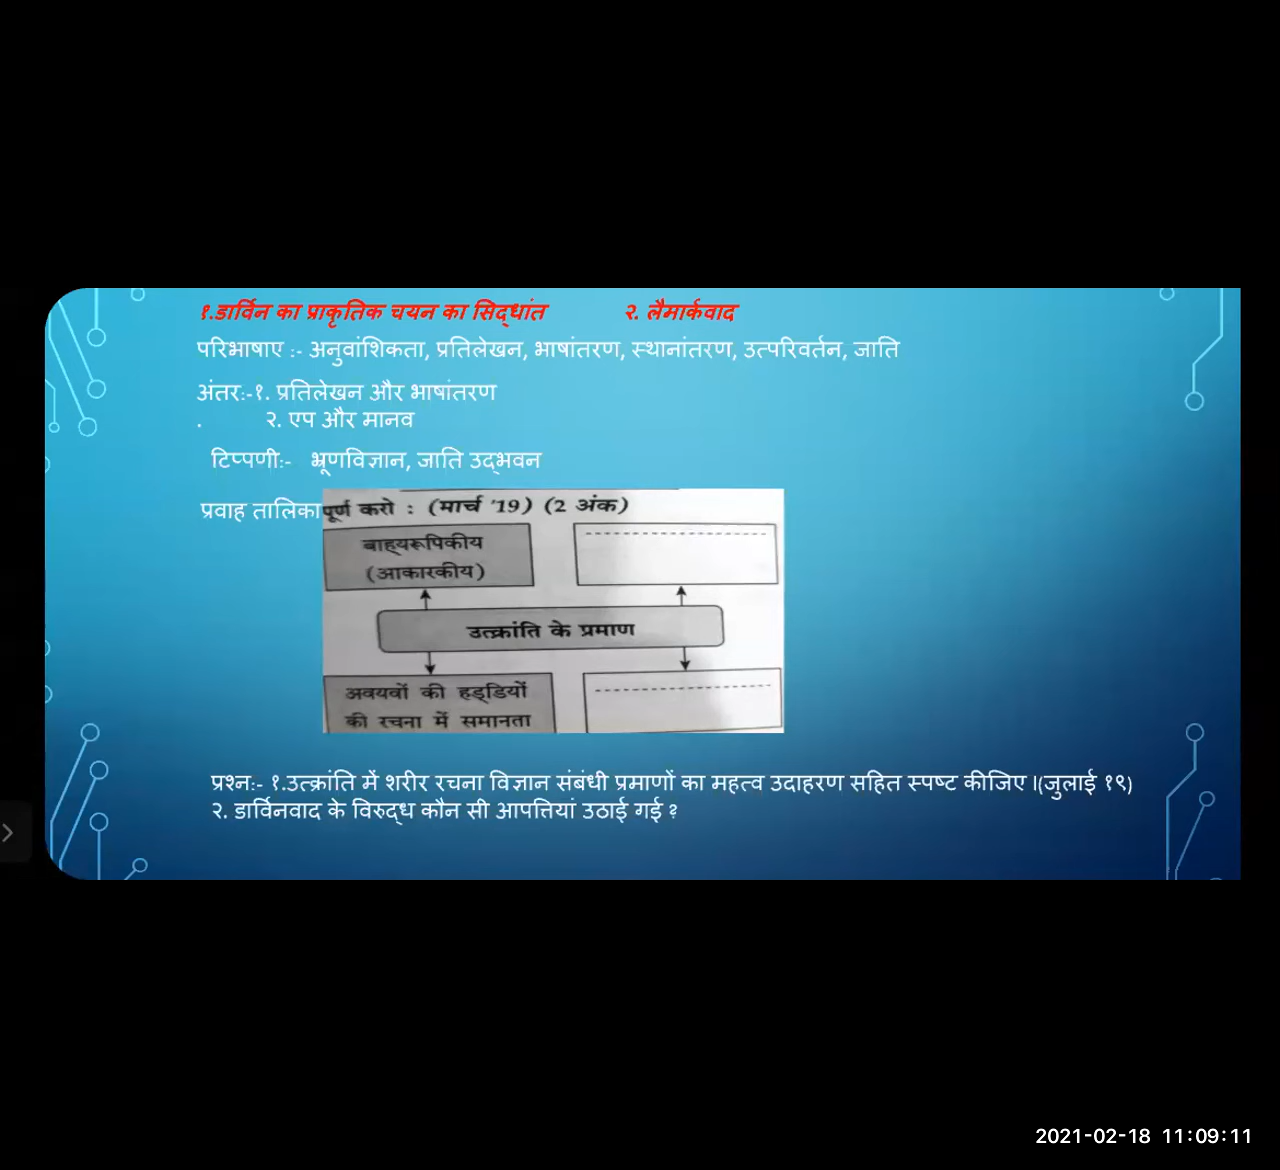 १.डार्विन का प्राकृतिक चयन का सिद्धांत २. लैमार्कवाद
परिभाषाए :- अनुवांशिकता, प्रतिलेखन, भाषांतरण, स्थानांतरण, उत्परिवर्तन, जाति
अंतर:-१. प्रतिलेखन और भाषांतरण
. २. एप और मानव
टिप्पणी:- भ्रूणविज्ञान, जाति उद्भवन
प्रवाह तालिका पूर्ण करो : (मार्च '19) (2 अंक)
बाह्यरूपिकीय
(आकारकीय)
उत्क्रांति के प्रमाण
अवयवों की हड्डियों
की रचना में समानता
प्रश्न:- १.उत्क्रांति में शरीर रचना विज्ञान संबंधी प्रमाणों का महत्व उदाहरण सहित स्पष्ट कीजिए।(जुलाई १९)
२. डार्विनवाद के विरुद्ध कौन सी आपत्तियां उठाई गई ?
2021-02-18 11:09:11